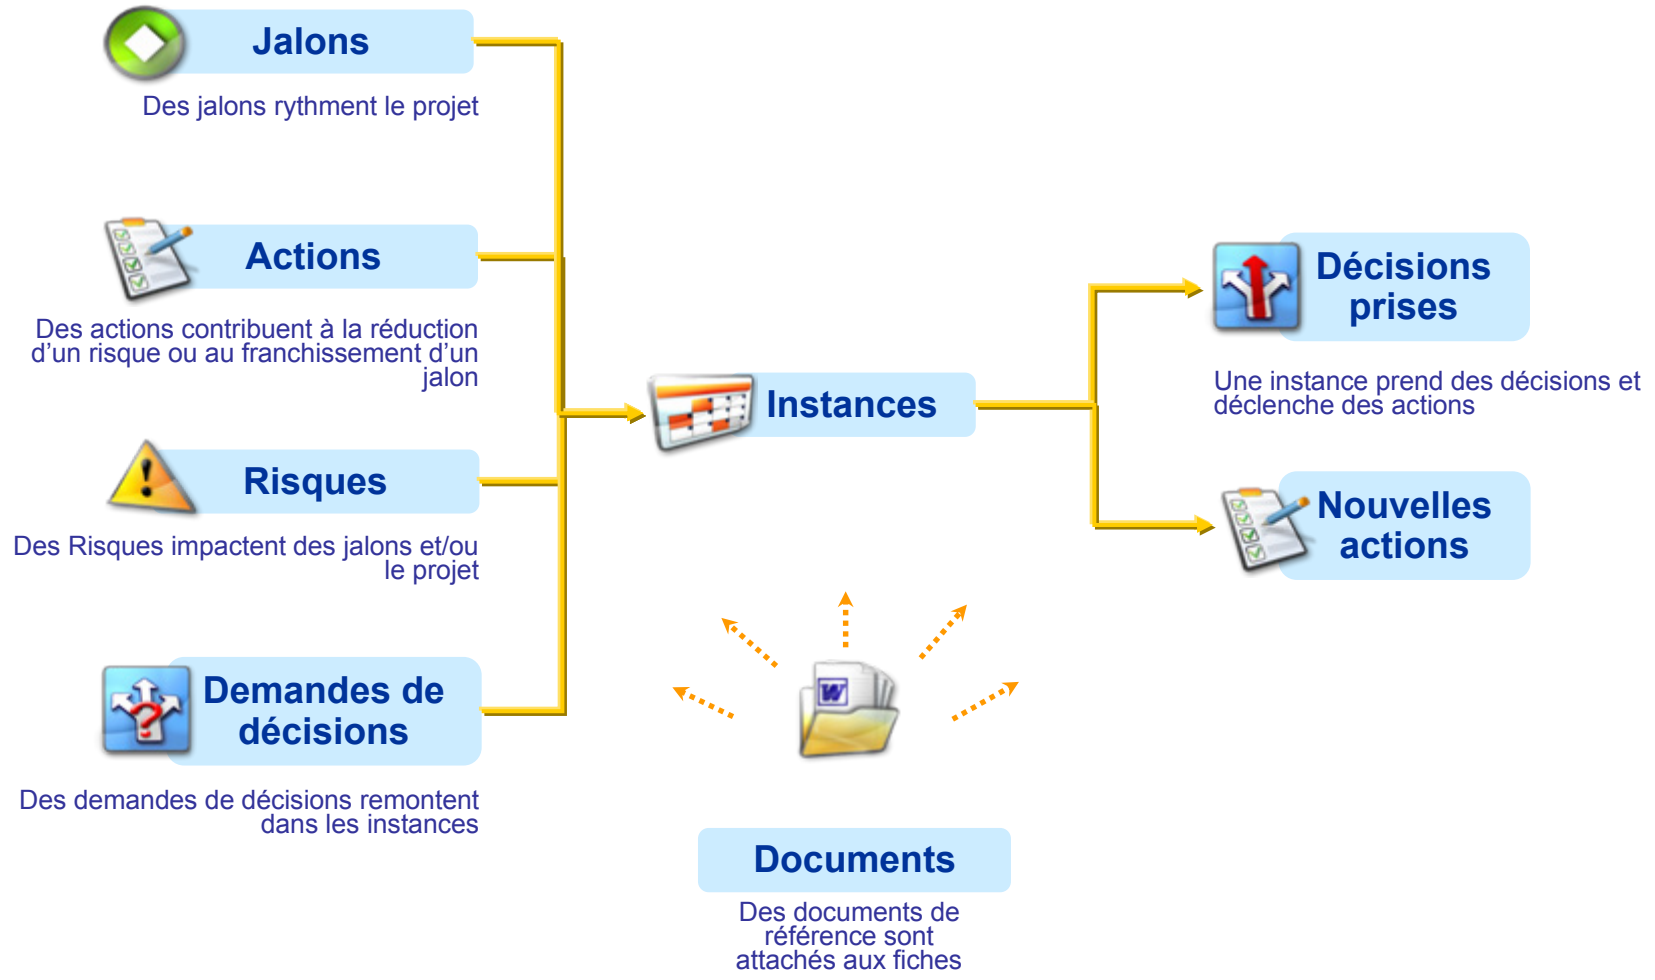 Jalons
Des jalons rythment le projet
Actions
Des actions contribuent à la réduction
d’un risque ou au franchissement d’un
jalon
Risques
Des Risques impactent des jalons et/ou
le projet
Demandes de
décisions
Des demandes de décisions remontent
dans les instances
Instances
W
Documents
Des documents de
référence sont
attachés aux fiches
Décisions
prises
Une instance prend des décisions et
déclenche des actions
Nouvelles
actions